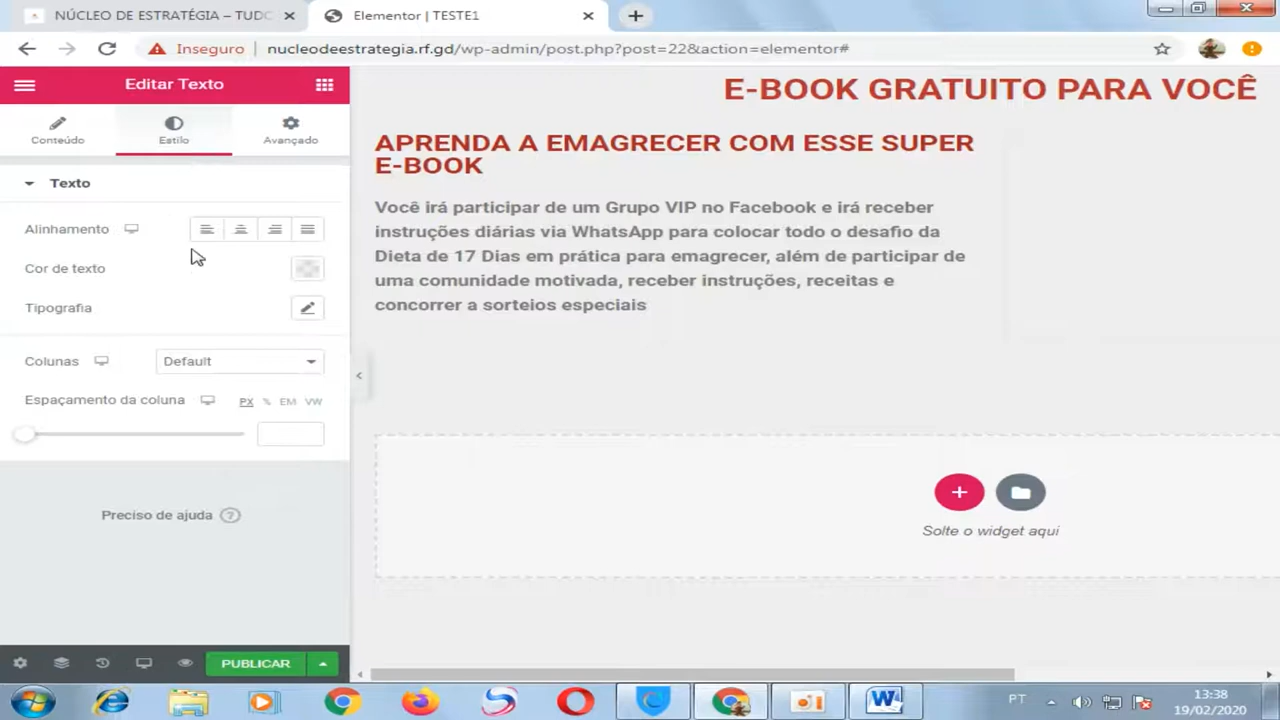 NÚCLEO DE ESTRATÉGIA – TUDO
Elementor | TESTE1
Inseguro | nucleodeestrategia.rf.gd/wp-admin/post.php?post=22&action=elementor#
Editar Texto
Conteúdo Estilo Avançado
Texto
Alinhamento
Cor de texto
Tipografia
Colunas Default
Espaçamento da coluna PX % EM VW
Preciso de ajuda ?
PUBLICAR
E-BOOK GRATUITO PARA VOCÊ
APRENDA A EMAGRECER COM ESSE SUPER
E-BOOK
Você irá participar de um Grupo VIP no Facebook e irá receber
instruções diárias via WhatsApp para colocar todo o desafio da
Dieta de 17 Dias em prática para emagrecer, além de participar de
uma comunidade motivada, receber instruções, receitas e
concorrer a sorteios especiais
Solte o widget aqui
PT
13:38
19/02/2020